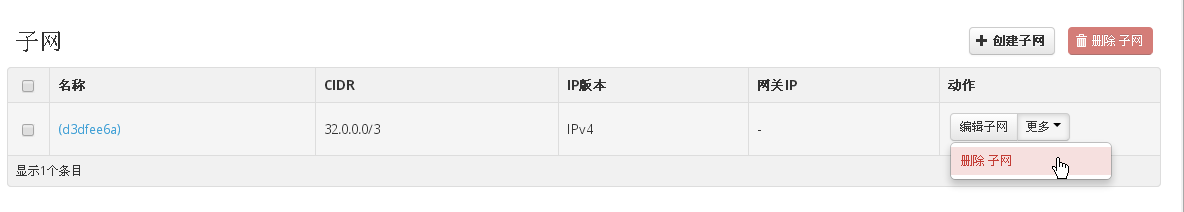 子网
创建子网 删除 子网
名称 CIDR IP版本 网关IP 动作
(d3dfee6a) 32.0.0.0/3 IPv4 - 编辑子网 更多
删除 子网
显示1个条目